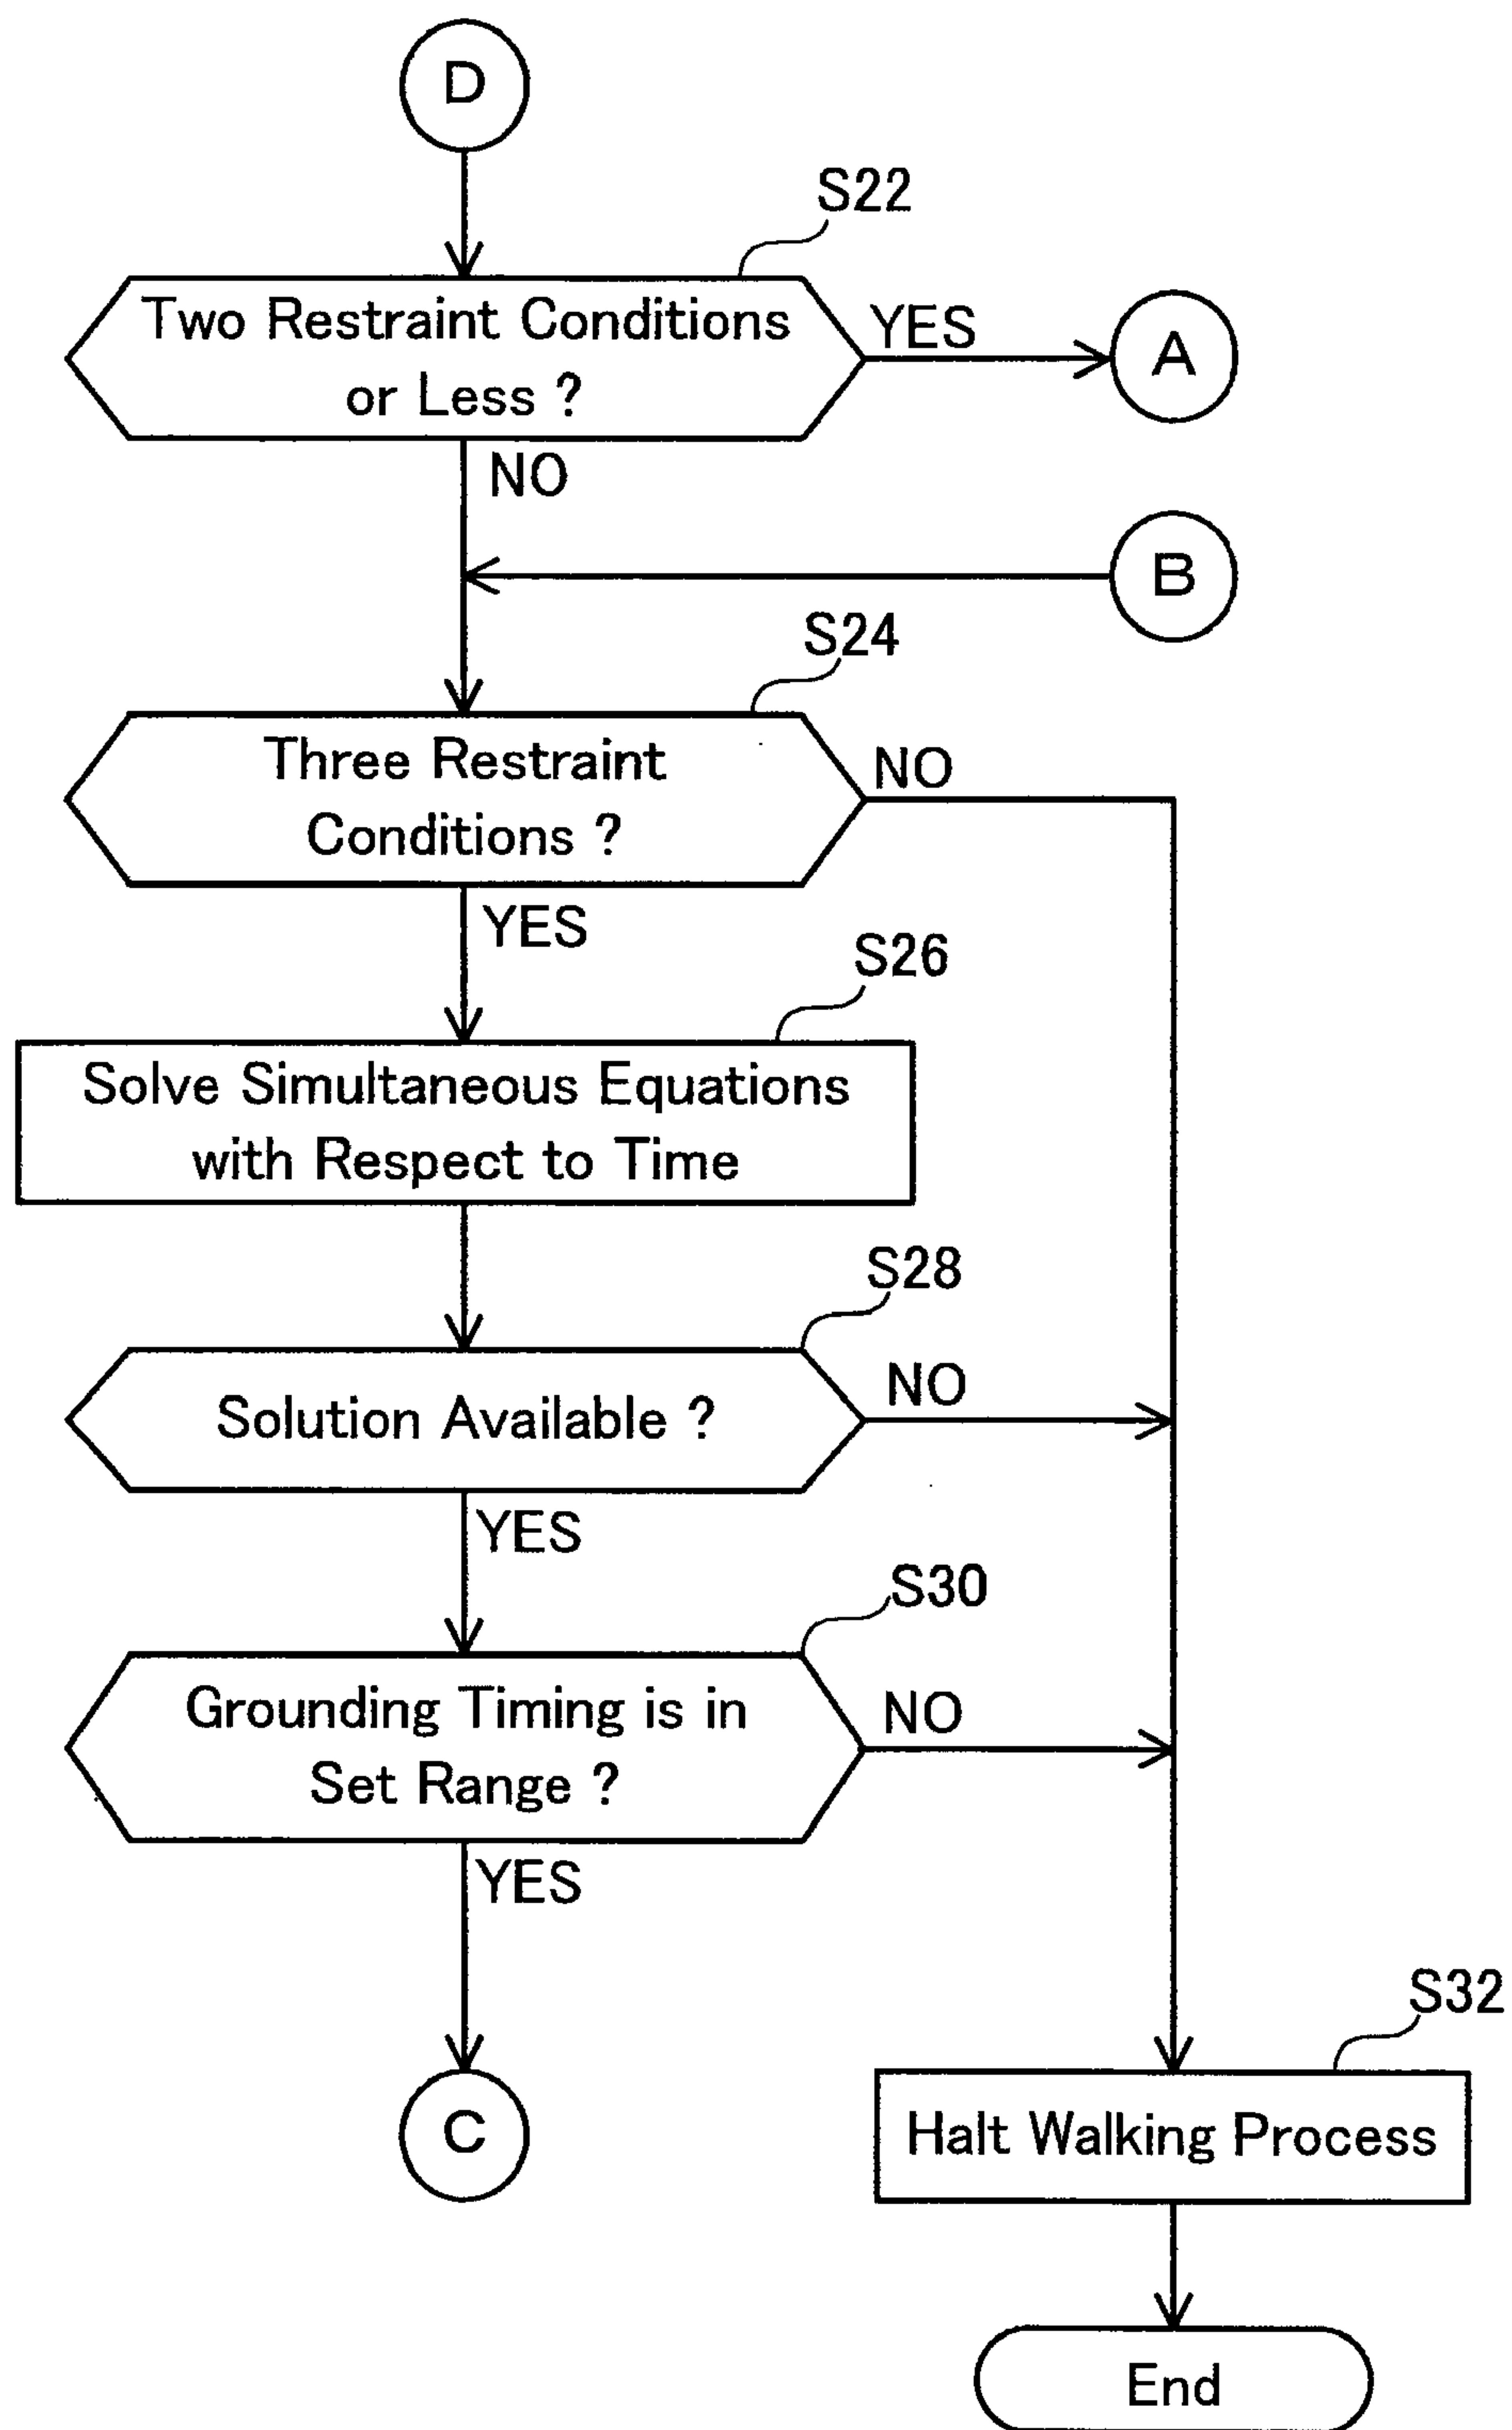 D
S22
Two Restraint Conditions
or Less ?
YES
A
NO
B
S24
Three Restraint
Conditions ?
NO
YES
S26
Solve Simultaneous Equations
with Respect to Time
S28
Solution Available ?
NO
YES
S30
Grounding Timing is in
Set Range ?
NO
YES
S32
C
Halt Walking Process
End